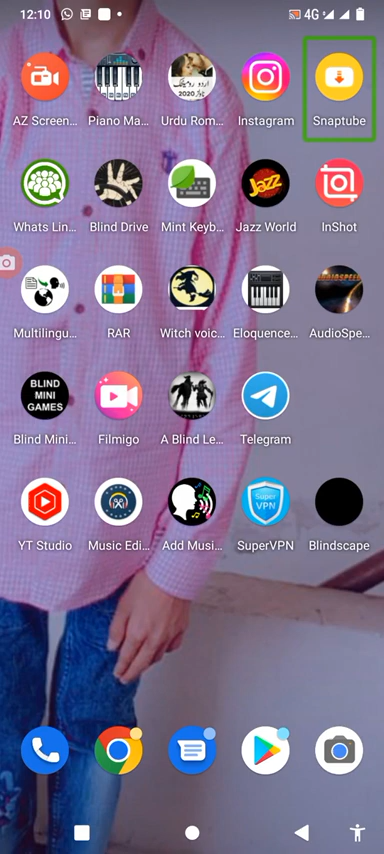 12:10 4G
AZ Screen... Piano Ma... Urdu Rom... Instagram Snaptube
Jazz
Whats Lin... Blind Drive Mint Keyb... Jazz World InShot
Multilingu... RAR Witch voic... Eloquence... AudioSpe...
BLIND
MINI
GAMES
Blind Mini... Filmigo A Blind Le... Telegram
Super
VPN
YT Studio Music Edi... Add Musi... SuperVPN Blindscape